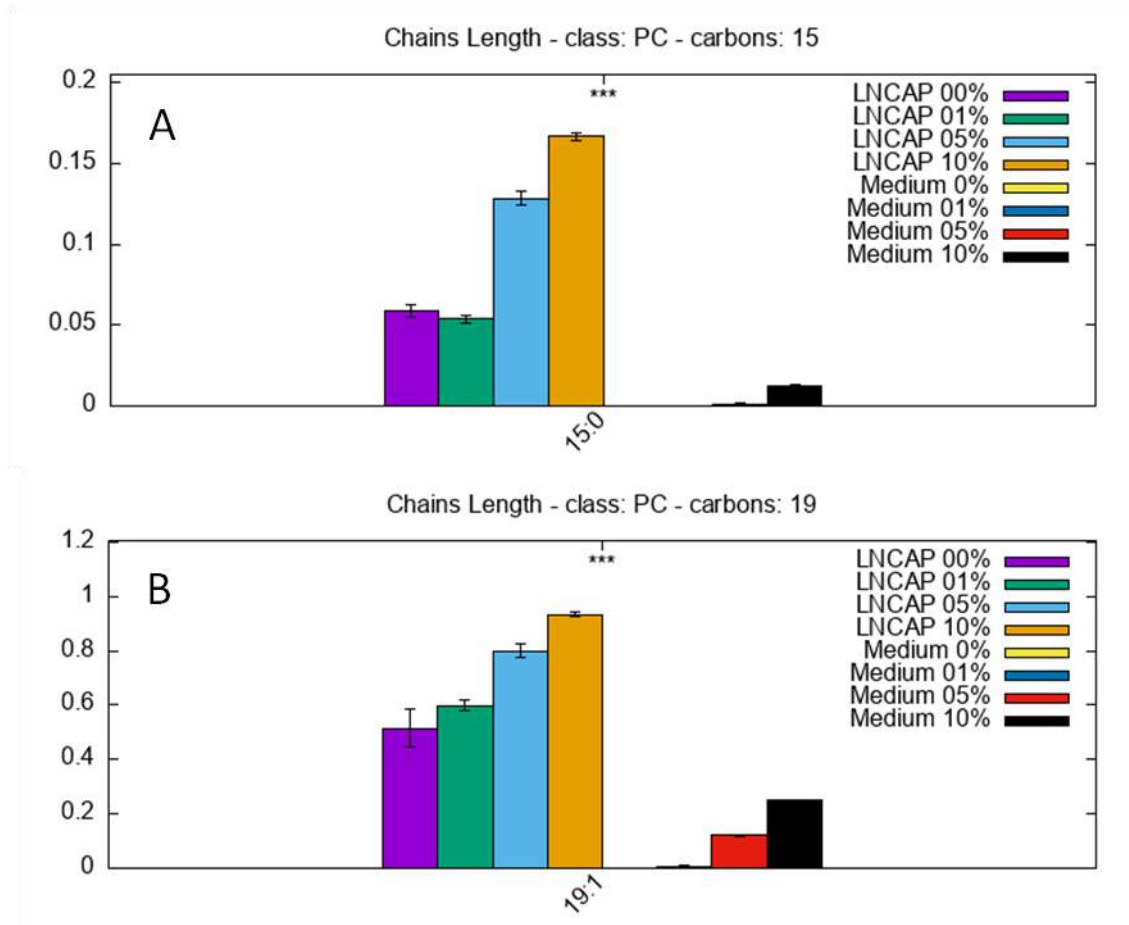 Chains Length - class: PC - carbons: 15
0.2
0.15
0.1
0.05
0
A
***
LNCAP 00%
LNCAP 01%
LNCAP 05%
LNCAP 10%
Medium 0%
Medium 01%
Medium 05%
Medium 10%
15:0
Chains Length - class: PC - carbons: 19
1.2
1
0.8
0.6
0.4
0.2
0
B
***
LNCAP 00%
LNCAP 01%
LNCAP 05%
LNCAP 10%
Medium 0%
Medium 01%
Medium 05%
Medium 10%
19:1